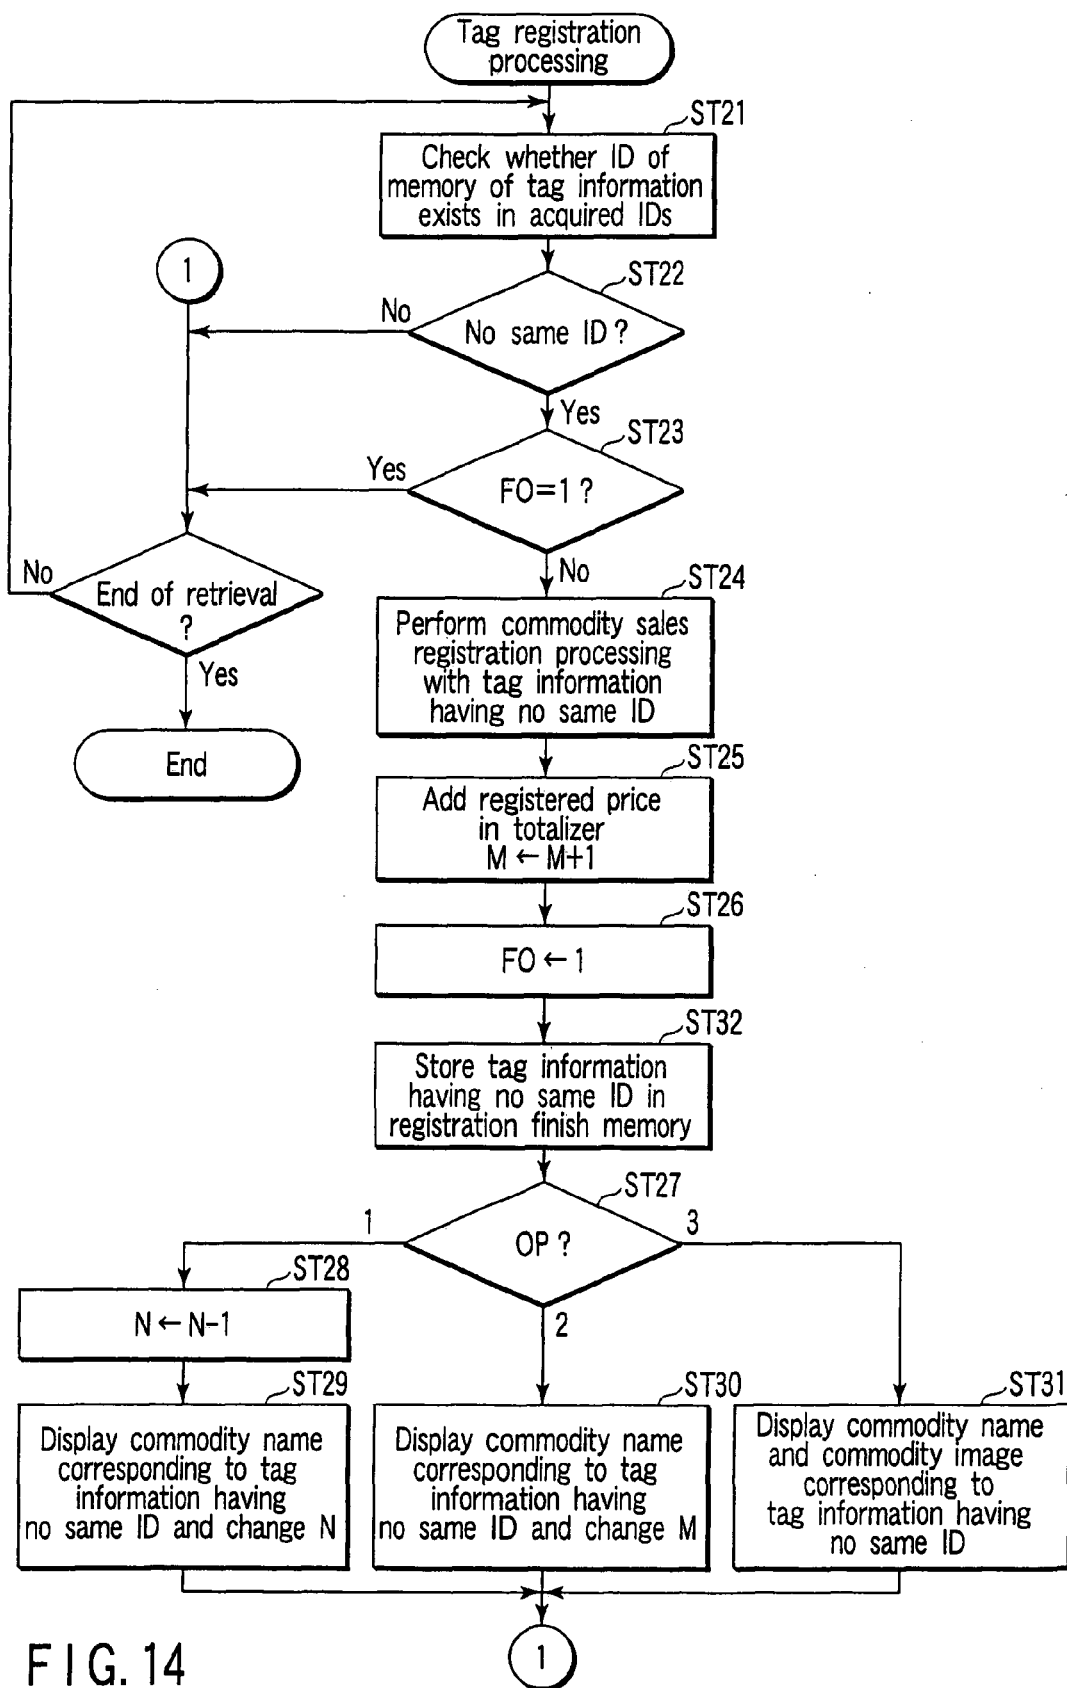 Tag registration
processing
ST21
Check whether ID of
memory of tag information
exists in acquired IDs
1
ST22
No
No same ID ?
Yes
ST23
Yes
FO=1 ?
No
No
End of retrieval
?
Yes
End
ST24
Perform commodity sales
registration processing
with tag information
having no same ID
ST25
Add registered price
in totalizer
M ← M+1
ST26
FO ← 1
ST32
Store tag information
having no same ID in
registration finish memory
ST27
1
OP ?
3
2
ST28
N ← N-1
ST29
Display commodity name
corresponding to tag
information having
no same ID and change N
ST30
Display commodity name
corresponding to tag
information having
no same ID and change M
ST31
Display commodity name
and commodity image
corresponding to
tag information having
no same ID
1
FIG. 14